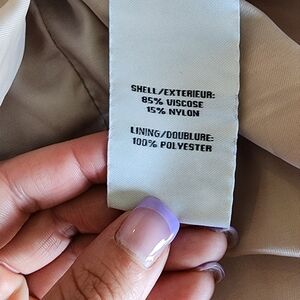 SHELL/EXTERIEUR:
85% VISCOSE
15% NYLON
LINING/DOUBLURE:
100% POLYESTER